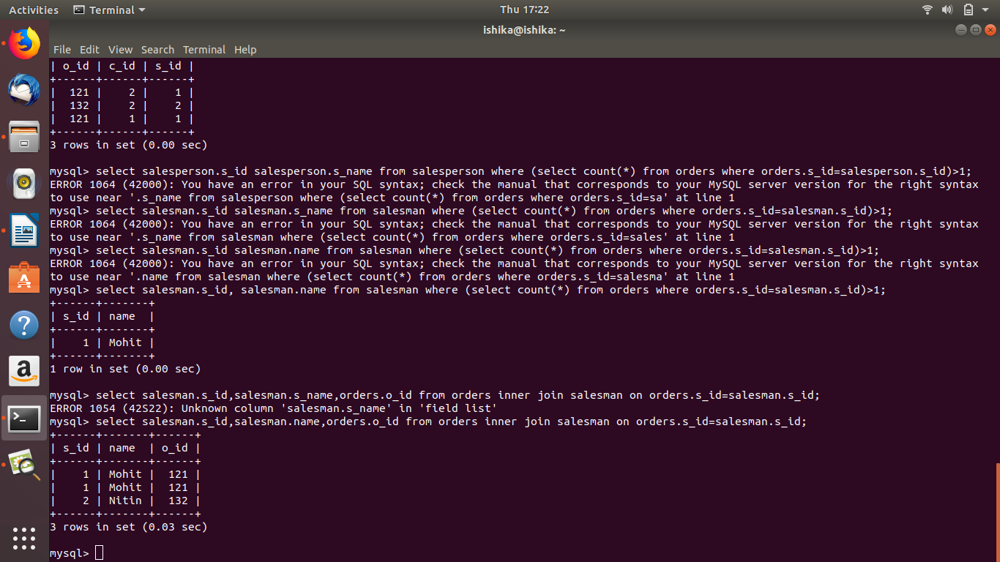 Activities Terminal Thu 17:22
ishika@ishika: ~
File Edit View Search Terminal Help
| o_id | c_id | s_id |
+------+------+------+
|  121 |    2 |    1 |
|  132 |    2 |    2 |
|  121 |    1 |    1 |
+------+------+------+
3 rows in set (0.00 sec)

mysql> select salesperson.s_id salesperson.s_name from salesperson where (select count(*) from orders where orders.s_id=salesperson.s_id)>1;
ERROR 1064 (42000): You have an error in your SQL syntax; check the manual that corresponds to your MySQL server version for the right syntax
to use near '.s_name from salesperson where (select count(*) from orders where orders.s_id=sa' at line 1
mysql> select salesman.s_id salesman.s_name from salesman where (select count(*) from orders where orders.s_id=salesman.s_id)>1;
ERROR 1064 (42000): You have an error in your SQL syntax; check the manual that corresponds to your MySQL server version for the right syntax
to use near '.s_name from salesman where (select count(*) from orders where orders.s_id=sales' at line 1
mysql> select salesman.s_id salesman.name from salesman where (select count(*) from orders where orders.s_id=salesman.s_id)>1;
ERROR 1064 (42000): You have an error in your SQL syntax; check the manual that corresponds to your MySQL server version for the right syntax
to use near '.name from salesman where (select count(*) from orders where orders.s_id=salesma' at line 1
mysql> select salesman.s_id, salesman.name from salesman where (select count(*) from orders where orders.s_id=salesman.s_id)>1;
+------+-------+
| s_id | name  |
+------+-------+
|    1 | Mohit |
+------+-------+
1 row in set (0.00 sec)

mysql> select salesman.s_id,salesman.s_name,orders.o_id from orders inner join salesman on orders.s_id=salesman.s_id;
ERROR 1054 (42S22): Unknown column 'salesman.s_name' in 'field list'
mysql> select salesman.s_id,salesman.name,orders.o_id from orders inner join salesman on orders.s_id=salesman.s_id;
+------+-------+------+
| s_id | name  | o_id |
+------+-------+------+
|    1 | Mohit |  121 |
|    1 | Mohit |  121 |
|    2 | Nitin |  132 |
+------+-------+------+
3 rows in set (0.03 sec)

mysql>